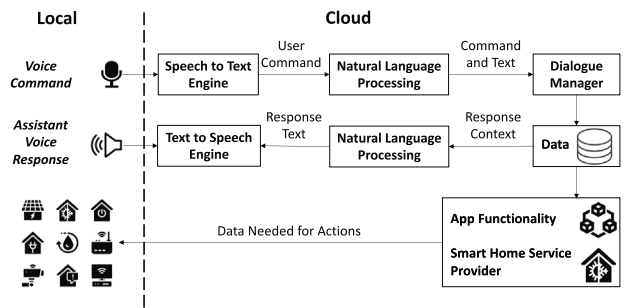 Local
Cloud
Voice
Command
Speech to Text
Engine
User
Command
Natural Language
Processing
Command
and Text
Dialogue
Manager
Assistant
Voice
Response
Text to Speech
Engine
Response
Text
Natural Language
Processing
Response
Context
Data
Data Needed for Actions
App Functionality
Smart Home Service
Provider